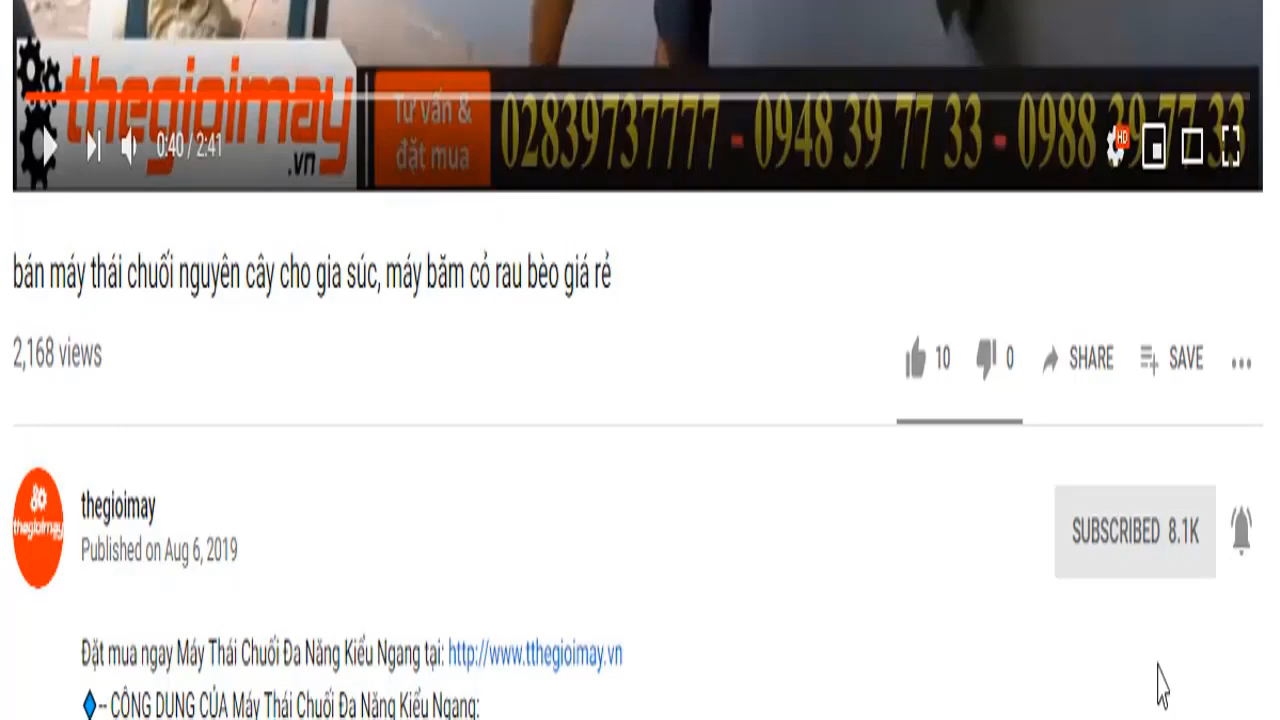 thegioimay
.vn
Tư vấn &
đặt mua
02839737777 - 0948 39 77 33 - 0988 39 77 33
0:40 / 2:41
HD
bán máy thái chuối nguyên cây cho gia súc, máy băm cỏ rau bèo giá rẻ
2,168 views
10 0 SHARE SAVE
thegioimay
thegioimay
Published on Aug 6, 2019
SUBSCRIBED 8.1K
Đặt mua ngay Máy Thái Chuối Đa Năng Kiểu Ngang tại: http://www.tthegioimay.vn
-- CÔNG DỤNG CỦA Máy Thái Chuối Đa Năng Kiểu Ngang: